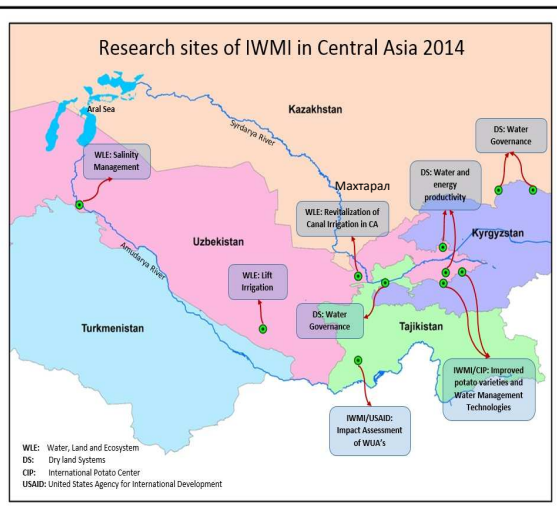 Research sites of IWMI in Central Asia 2014
Kazakhstan
Aral Sea
Syrdarya River
DS: Water
Governance
WLE: Salinity
Management
DS: Water
and
energy
productivity
Махтарал
WLE: Revitalization of
Canal Irrigation in CA
Kyrgyzstan
Uzbekistan
Amudarya River
WLE: Lift
Irrigation
DS: Water
Governance
Turkmenistan
Tajikistan
IWMI/CIP: Improved
potato varieties and
Water Management
Technologies
IWMI/USAID:
Impact Assessment
of WUA's
WLE: Water, Land and Ecosystem
DS: Dry land Systems
CIP: International Potato Center
USAID: United States Agency for International Development